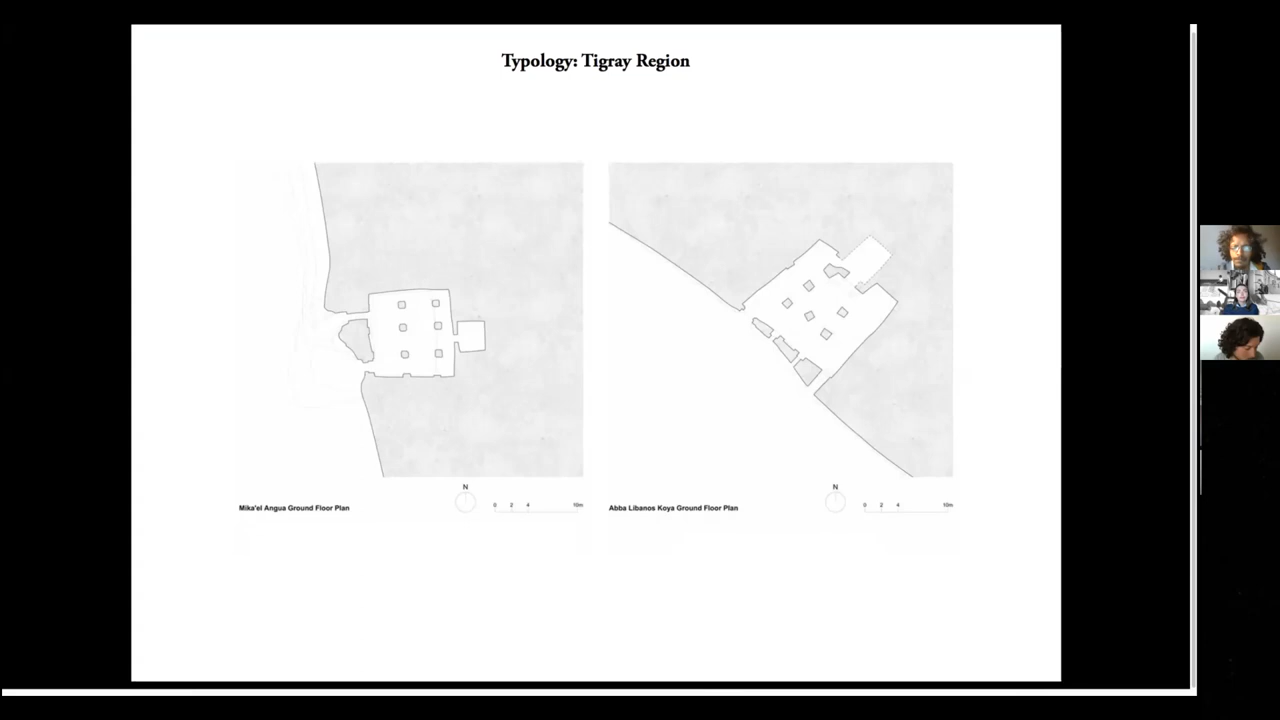 Typology: Tigray Region
N
0 2 4 10m
Mika'el Angua Ground Floor Plan
N
0 2 4 10m
Abba Libanos Koya Ground Floor Plan